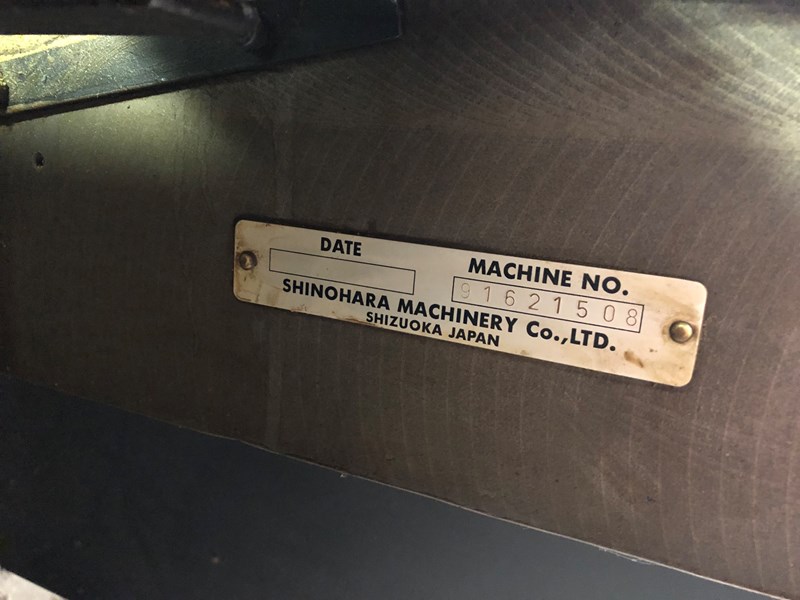 DATE
MACHINE NO.
91621508
SHINOHARA MACHINERY Co.,LTD.
SHIZUOKA JAPAN